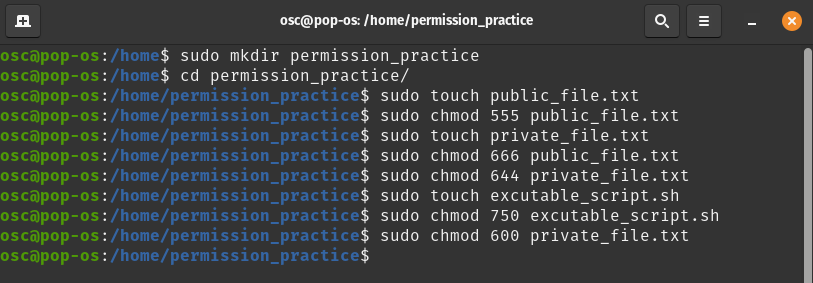 osc@pop-os: /home/permission_practice
osc@pop-os:/home$ sudo mkdir permission_practice
osc@pop-os:/home$ cd permission_practice/
osc@pop-os:/home/permission_practice$ sudo touch public_file.txt
osc@pop-os:/home/permission_practice$ sudo chmod 555 public_file.txt
osc@pop-os:/home/permission_practice$ sudo touch private_file.txt
osc@pop-os:/home/permission_practice$ sudo chmod 666 public_file.txt
osc@pop-os:/home/permission_practice$ sudo chmod 644 private_file.txt
osc@pop-os:/home/permission_practice$ sudo touch excutable_script.sh
osc@pop-os:/home/permission_practice$ sudo chmod 750 excutable_script.sh
osc@pop-os:/home/permission_practice$ sudo chmod 600 private_file.txt
osc@pop-os:/home/permission_practice$